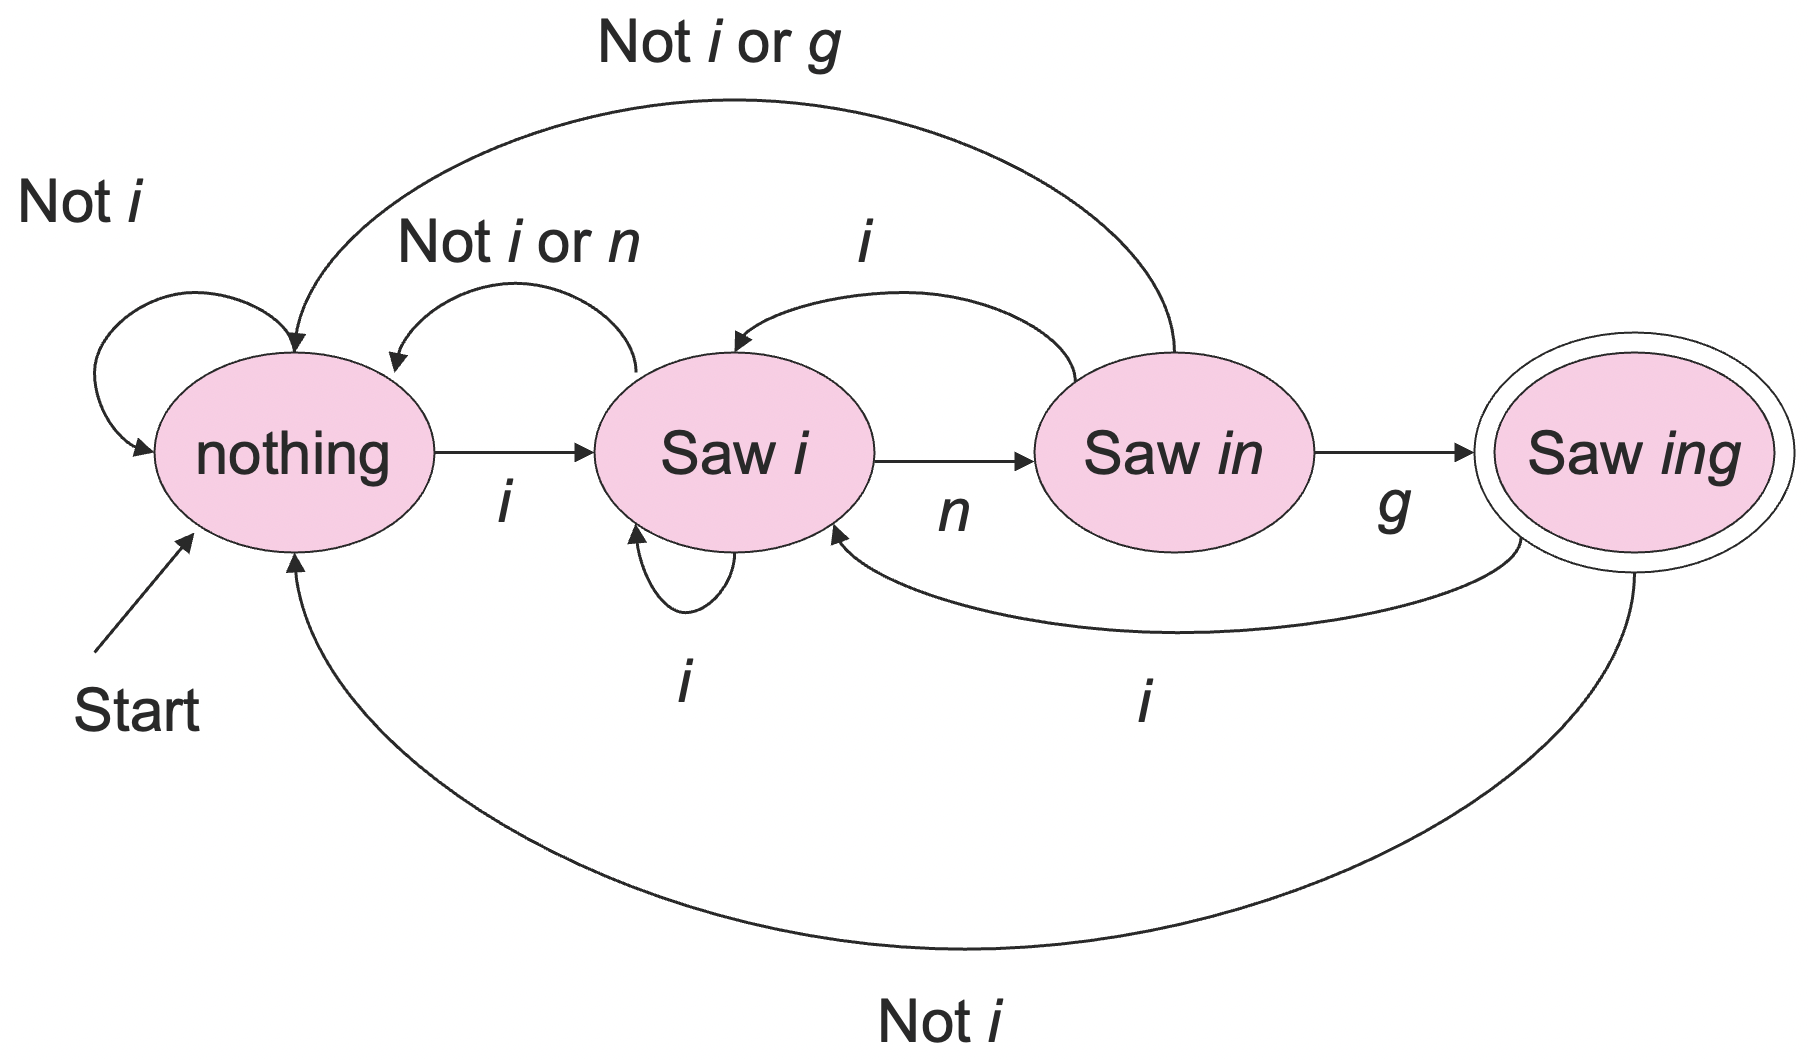 Not i or g
Not i
Not i or n
i
nothing
Saw i
Saw in
Saw ing
i
n
g
Start
i
i
Not i